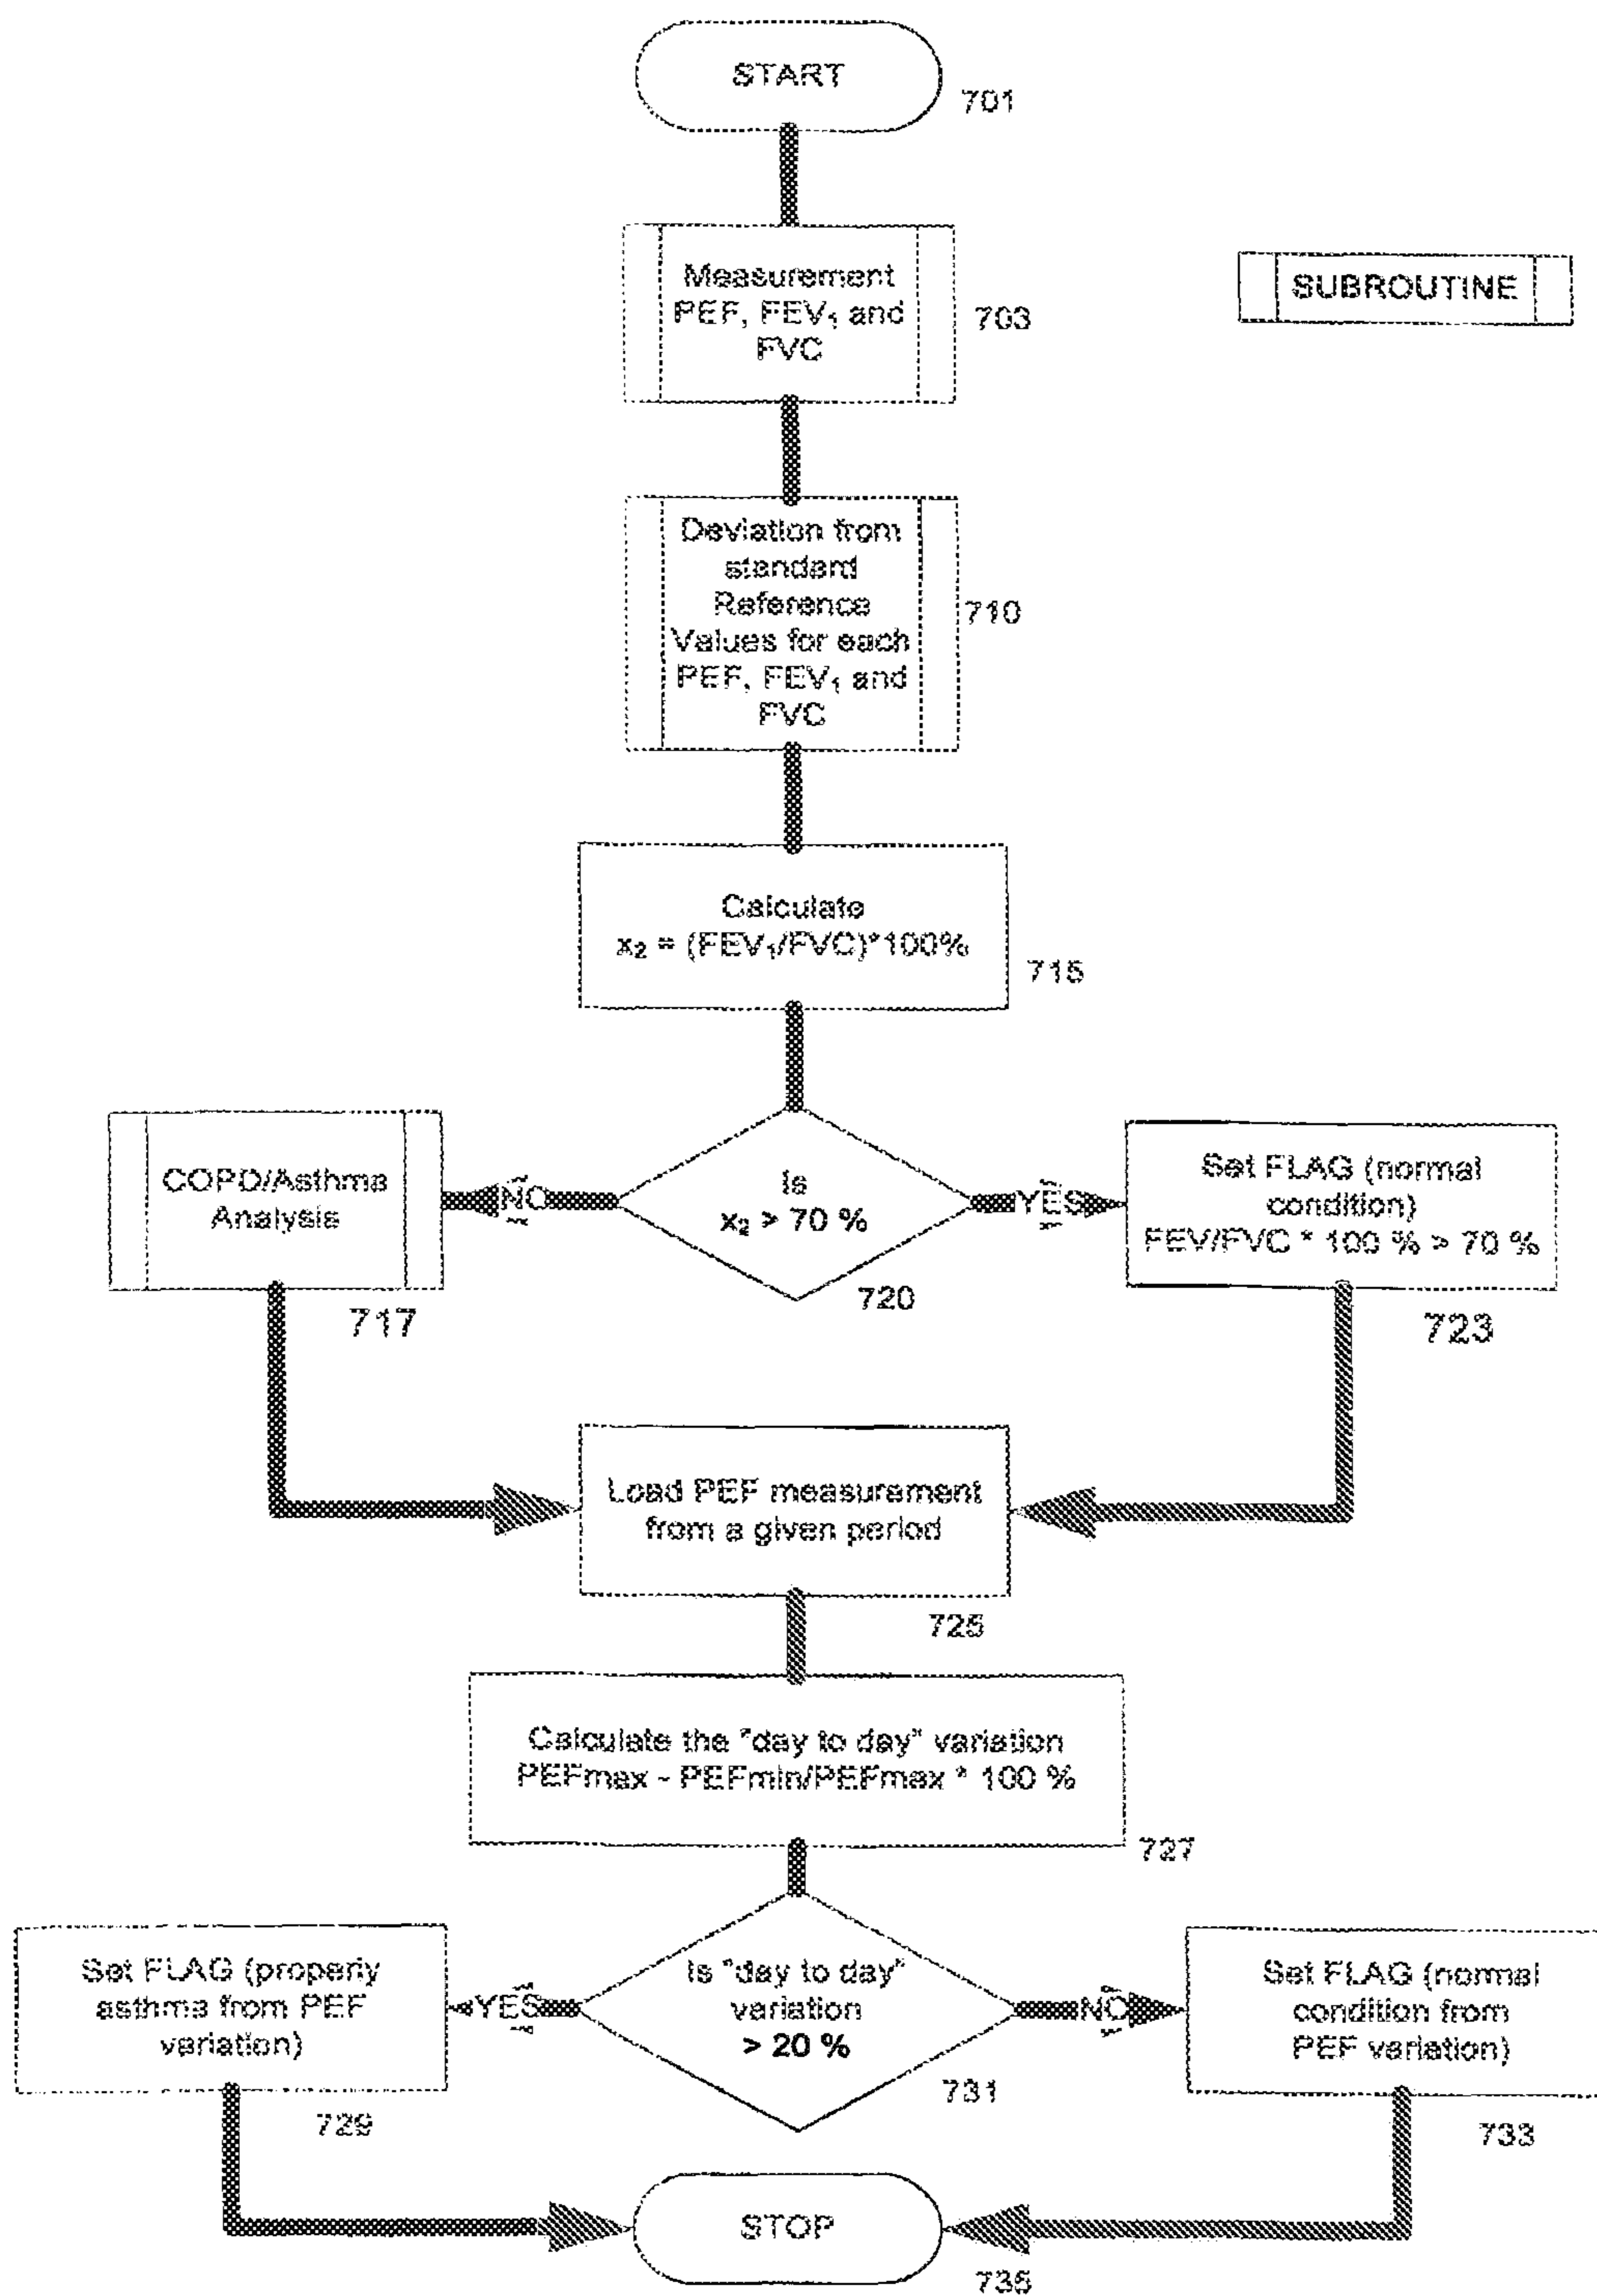 START
701
Measurement
PEF, FEV₁ and
FVC
703
SUBROUTINE
Deviation from
standard
Reference
Values for each
PEF, FEV₁ and
FVC
710
Calculate
x₂ = (FEV₁/FVC)*100%
715
COPD/Asthma
Analysis
717
NO
Is
x₂ > 70 %
720
YES
Set FLAG (normal
condition)
FEV/FVC * 100 % > 70 %
723
Load PEF measurement
from a given period
725
Calculate the "day to day" variation
PEFmax - PEFmin/PEFmax * 100 %
727
Set FLAG (properly
asthma from PEF
variation)
729
YES
Is "day to day"
variation
> 20 %
731
NO
Set FLAG (normal
condition from
PEF variation)
733
STOP
735